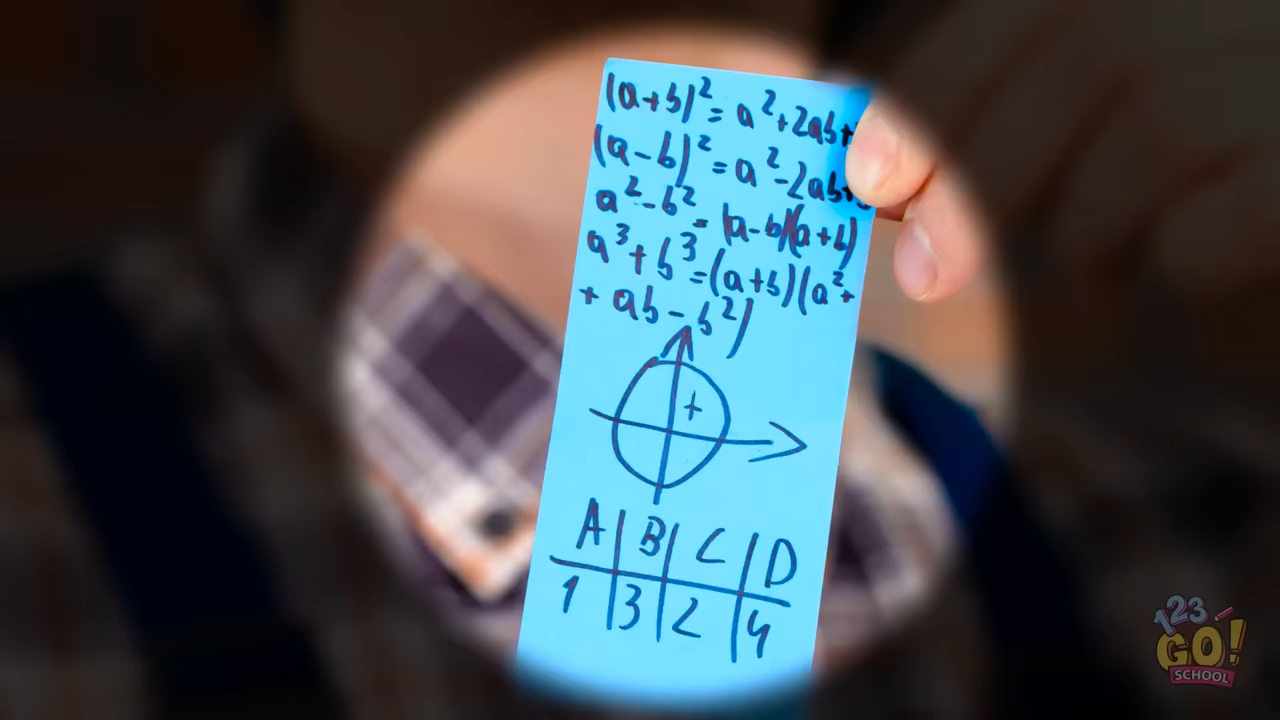 (a+b)²= a²+2ab+
(a-b)²= a²-2ab+
a²-b²= (a-b)(a+b)
a³+b³=(a+b)(a²+
+ ab-b²)
+
A | B | C | D
1 | 3 | 2 | 4
123
GO!
SCHOOL